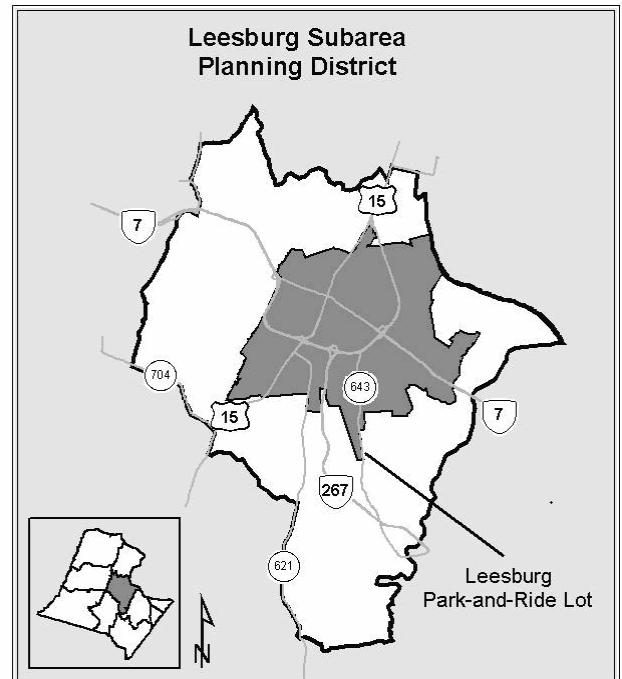 Leesburg Subarea
Planning District
15
7
704
15
643
7
267
621
Leesburg
Park-and-Ride Lot
N